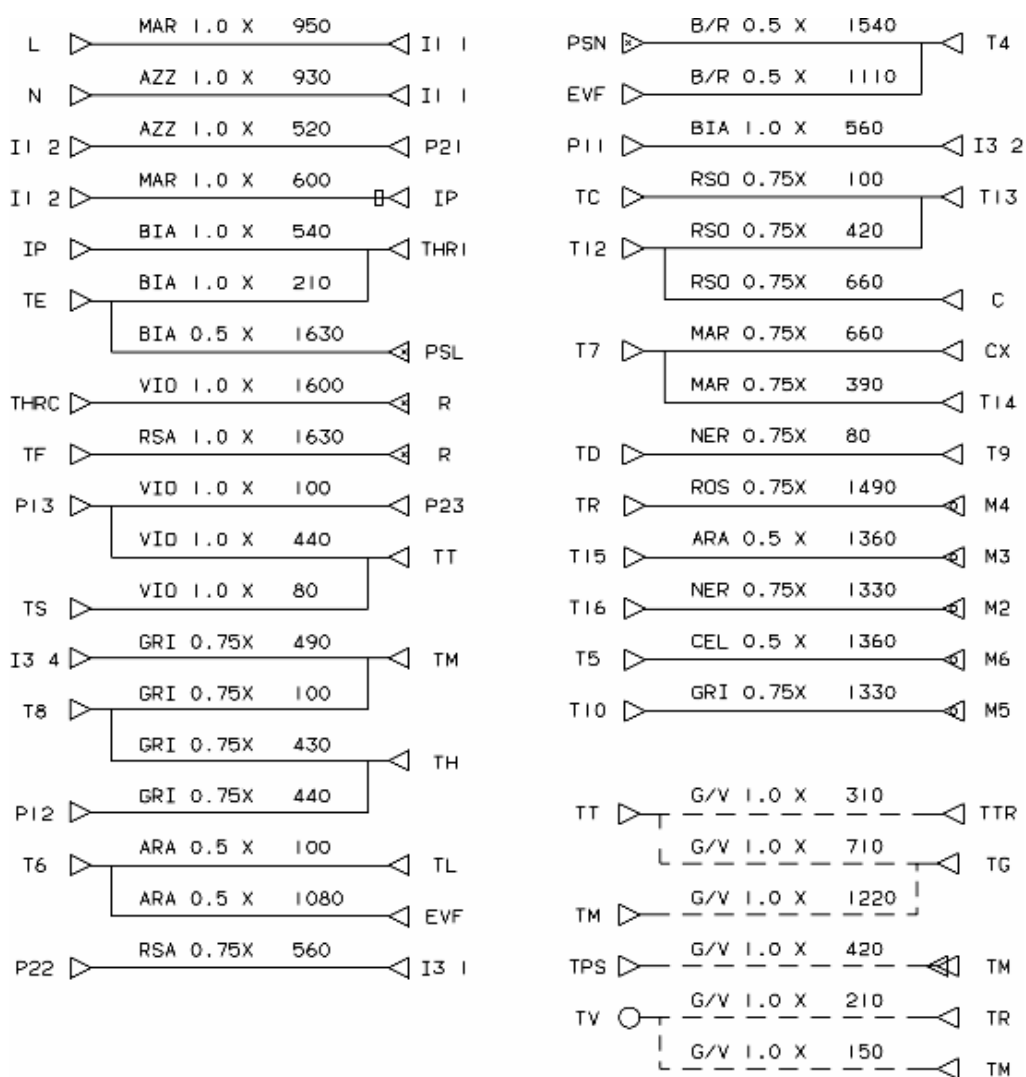 L MAR 1.0 X 950 I1 1
N AZZ 1.0 X 930 I1 1
I1 2 AZZ 1.0 X 520 P21
I1 2 MAR 1.0 X 600 IP
IP BIA 1.0 X 540 THR1
TE BIA 1.0 X 210
BIA 0.5 X 1630 PSL
THRC VIO 1.0 X 1600 R
TF RSA 1.0 X 1630 R
P13 VIO 1.0 X 100 P23
VIO 1.0 X 440 TT
TS VIO 1.0 X 80
I3 4 GRI 0.75X 490 TM
T8 GRI 0.75X 100
GRI 0.75X 430 TH
P12 GRI 0.75X 440
T6 ARA 0.5 X 100 TL
ARA 0.5 X 1080 EVF
P22 RSA 0.75X 560 I3 1
PSN B/R 0.5 X 1540 T4
EVF B/R 0.5 X 1110
P11 BIA 1.0 X 560 I3 2
TC RSO 0.75X 100 T13
T12 RSO 0.75X 420
RSO 0.75X 660 C
T7 MAR 0.75X 660 CX
MAR 0.75X 390 T14
TD NER 0.75X 80 T9
TR ROS 0.75X 1490 M4
T15 ARA 0.5 X 1360 M3
T16 NER 0.75X 1330 M2
T5 CEL 0.5 X 1360 M6
T10 GRI 0.75X 1330 M5
TT G/V 1.0 X 310 TTR
G/V 1.0 X 710 TG
TM G/V 1.0 X 1220
TPS G/V 1.0 X 420 TM
TV G/V 1.0 X 210 TR
G/V 1.0 X 150 TM